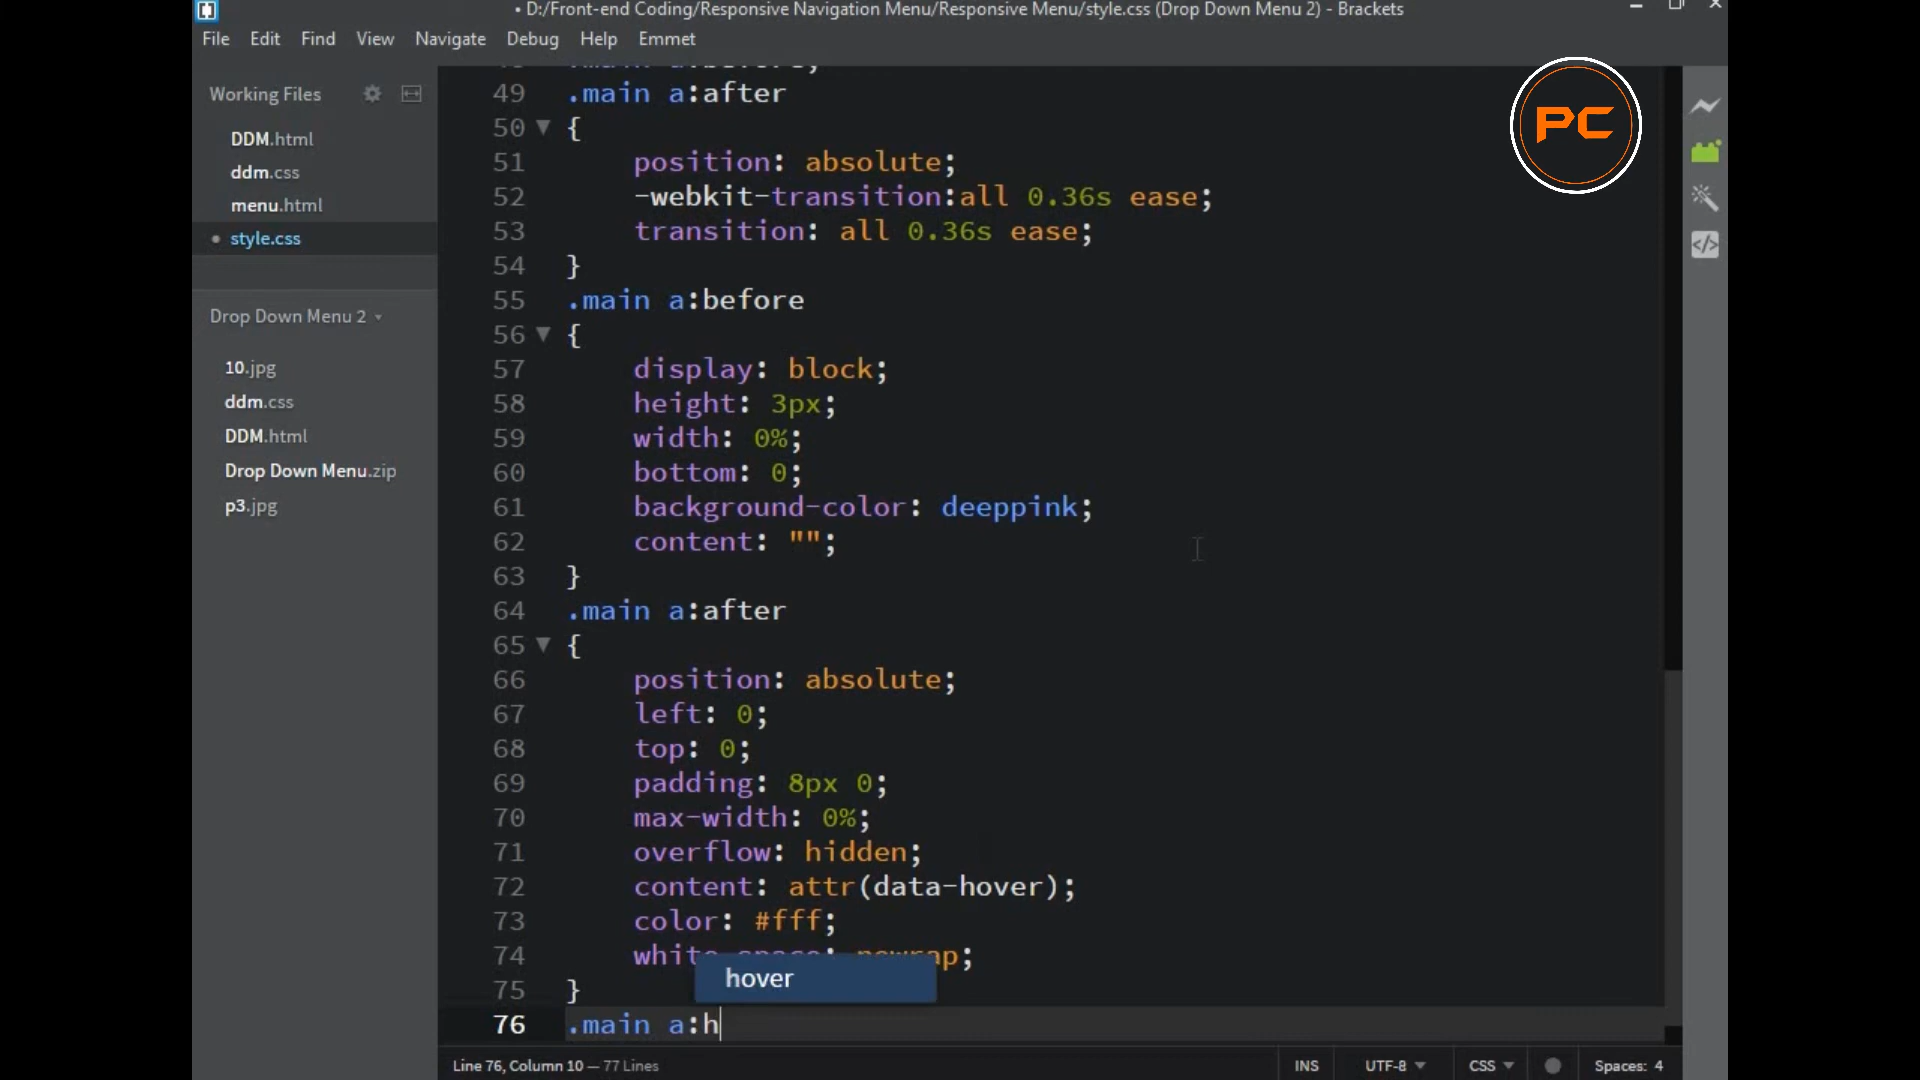 • D:/Front-end Coding/Responsive Navigation Menu/Responsive Menu/style.css (Drop Down Menu 2) - Brackets
File Edit Find View Navigate Debug Help Emmet
Working Files
DDM.html
ddm.css
menu.html
style.css
Drop Down Menu 2
10.jpg
ddm.css
DDM.html
Drop Down Menu.zip
p3.jpg
PC
49 .main a:after
50 {
51 position: absolute;
52 -webkit-transition:all 0.36s ease;
53 transition: all 0.36s ease;
54 }
55 .main a:before
56 {
57 display: block;
58 height: 3px;
59 width: 0%;
60 bottom: 0;
61 background-color: deeppink;
62 content: "";
63 }
64 .main a:after
65 {
66 position: absolute;
67 left: 0;
68 top: 0;
69 padding: 8px 0;
70 max-width: 0%;
71 overflow: hidden;
72 content: attr(data-hover);
73 color: #fff;
74 white-space: nowrap;
hover
75 }
76 .main a:h
Line 76, Column 10 — 77 Lines
INS UTF-8 CSS Spaces: 4